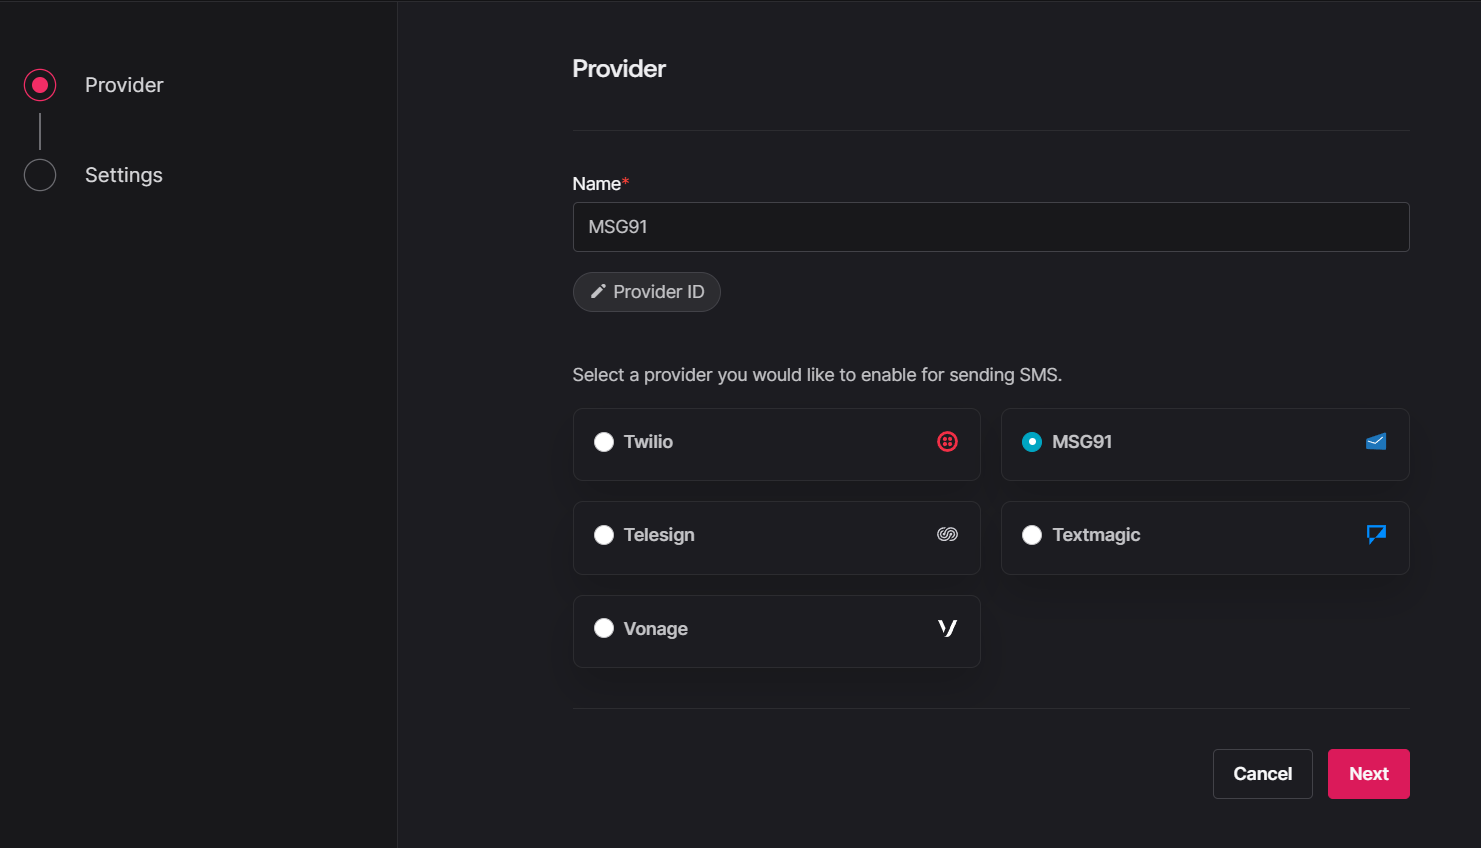 Provider
Settings
Provider
Name*
MSG91
Provider ID
Select a provider you would like to enable for sending SMS.
Twilio
MSG91
Telesign
Textmagic
Vonage
Cancel
Next